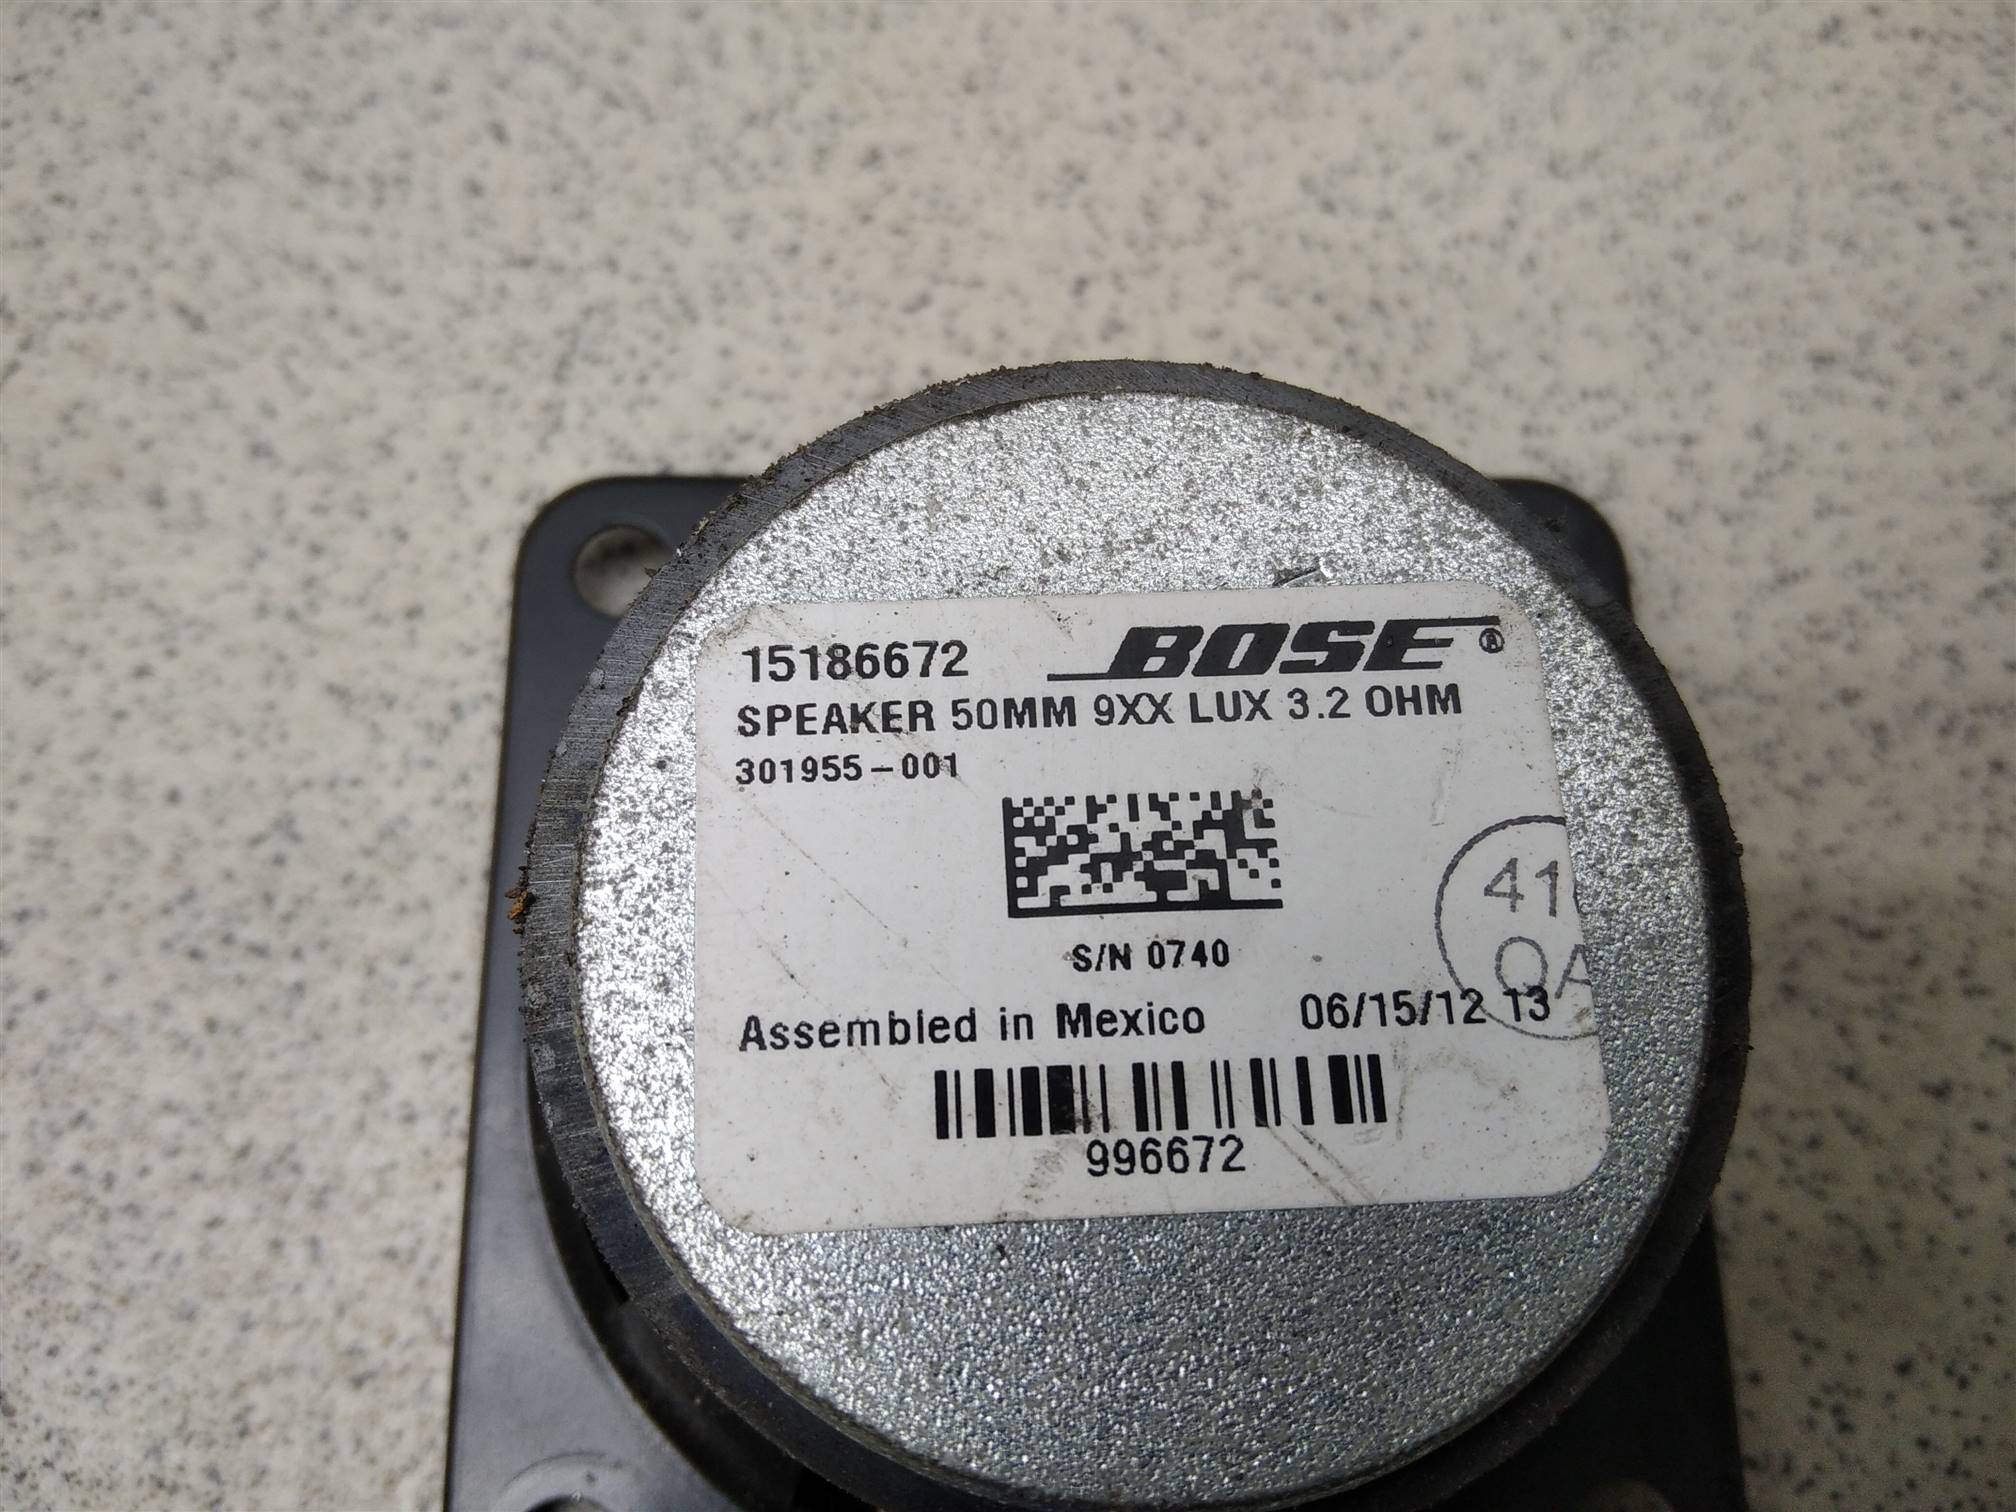 15186672 BOSE®
SPEAKER 50MM 9XX LUX 3.2 OHM
301955-001
S/N 0740
Assembled in Mexico 06/15/12 13
996672